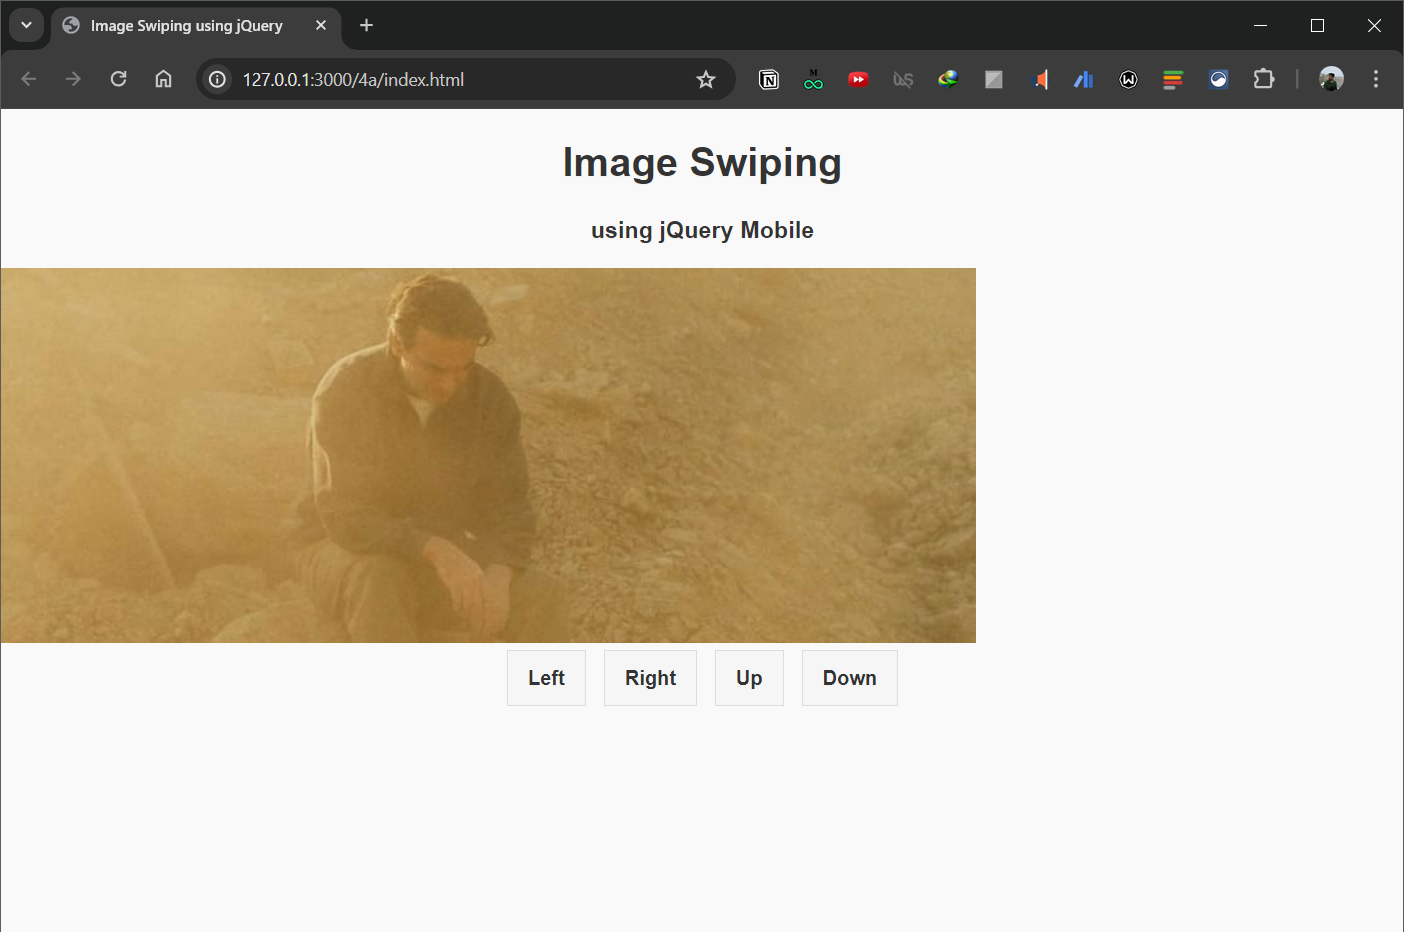 Image Swiping using jQuery
127.0.0.1:3000/4a/index.html
M
Image Swiping
using jQuery Mobile
Left Right Up Down